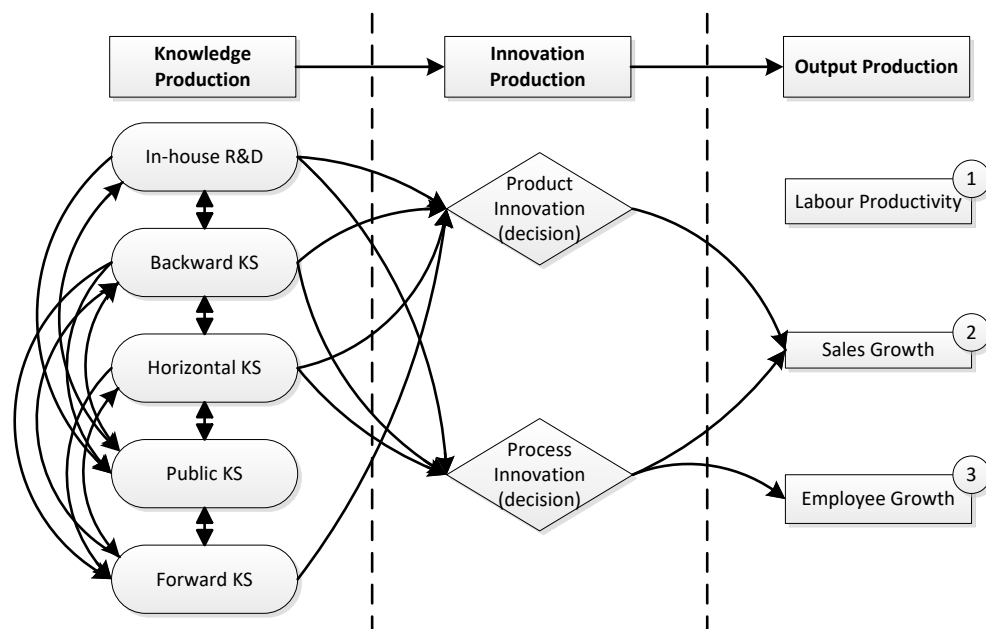 Knowledge
Production
Innovation
Production
Output Production
In-house R&D
Backward KS
Horizontal KS
Public KS
Forward KS
Product
Innovation
(decision)
Process
Innovation
(decision)
1
Labour Productivity
2
Sales Growth
3
Employee Growth